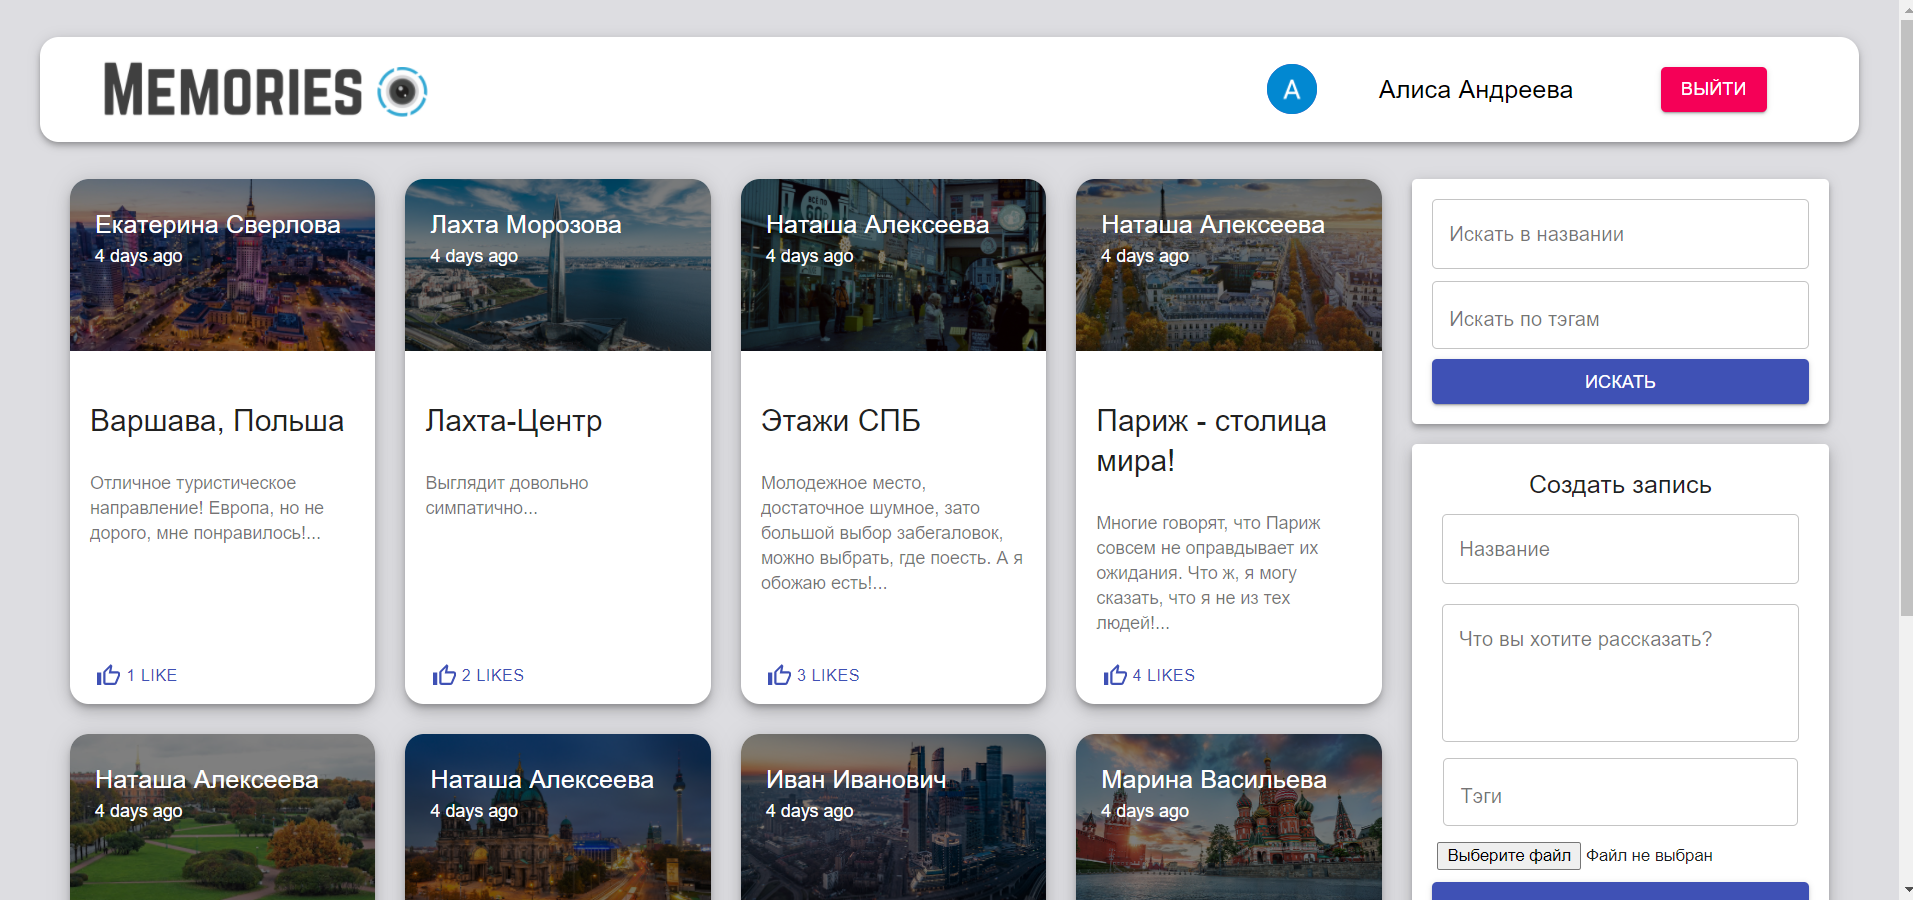 MEMORIES
A
Алиса Андреева
ВЫЙТИ
Екатерина Сверлова
4 days ago
Варшава, Польша
Отличное туристическое
направление! Европа, но не
дорого, мне понравилось!...
1 LIKE
Лахта Морозова
4 days ago
Лахта-Центр
Выглядит довольно
симпатично...
2 LIKES
Наташа Алексеева
4 days ago
Этажи СПБ
Молодежное место,
достаточное шумное, зато
большой выбор забегаловок,
можно выбрать, где поесть. А я
обожаю есть!...
3 LIKES
Наташа Алексеева
4 days ago
Париж - столица
мира!
Многие говорят, что Париж
совсем не оправдывает их
ожидания. Что ж, я могу
сказать, что я не из тех
людей!...
4 LIKES
Наташа Алексеева
4 days ago
Наташа Алексеева
4 days ago
Иван Иванович
4 days ago
Марина Васильева
4 days ago
Искать в названии
Искать по тэгам
ИСКАТЬ
Создать запись
Название
Что вы хотите рассказать?
Тэги
Выберите файл Файл не выбран